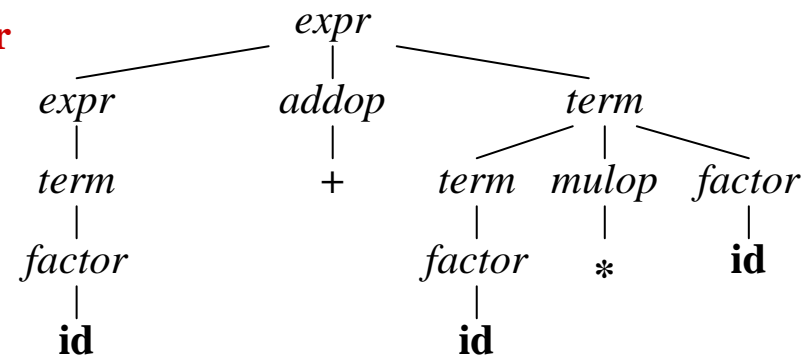 expr
r
expr addop term
term + term mulop factor
factor factor * id
id id